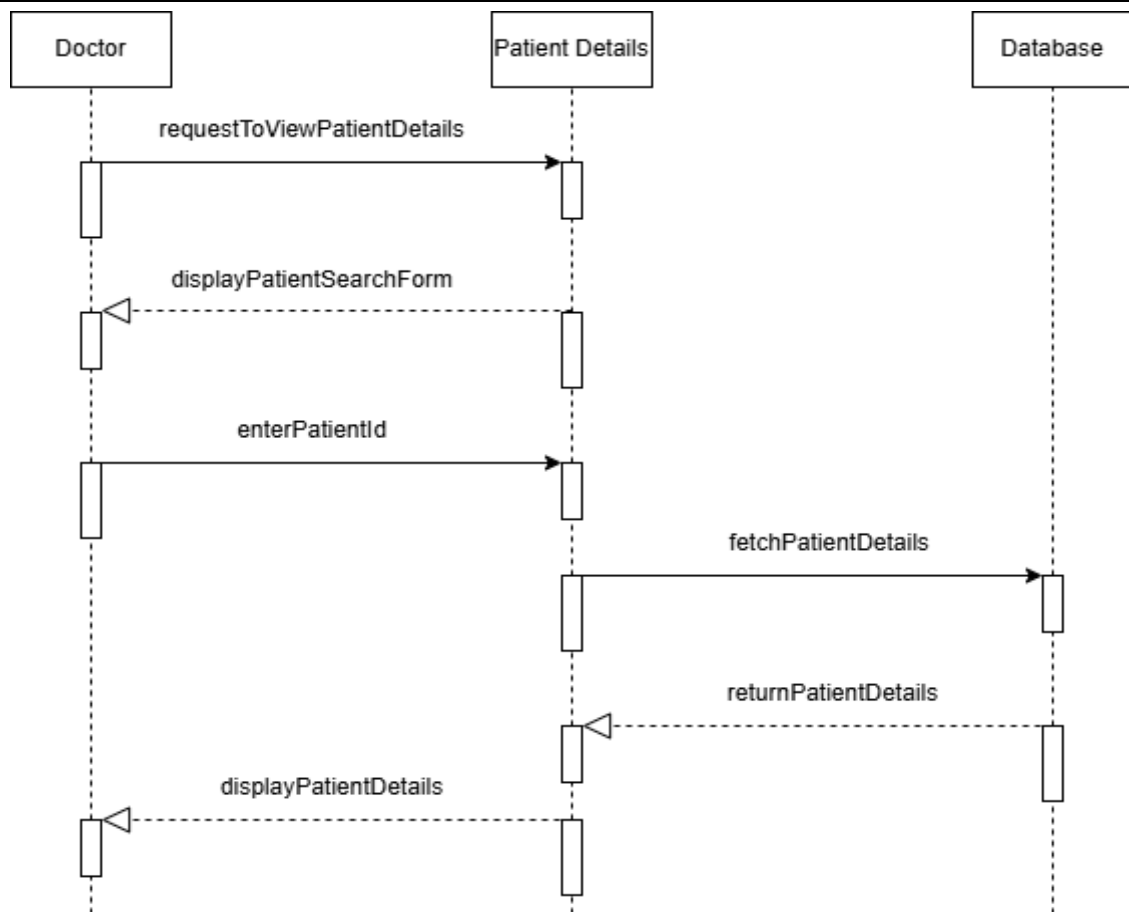 Doctor
Patient Details
Database
requestToViewPatientDetails
displayPatientSearchForm
enterPatientId
fetchPatientDetails
returnPatientDetails
displayPatientDetails